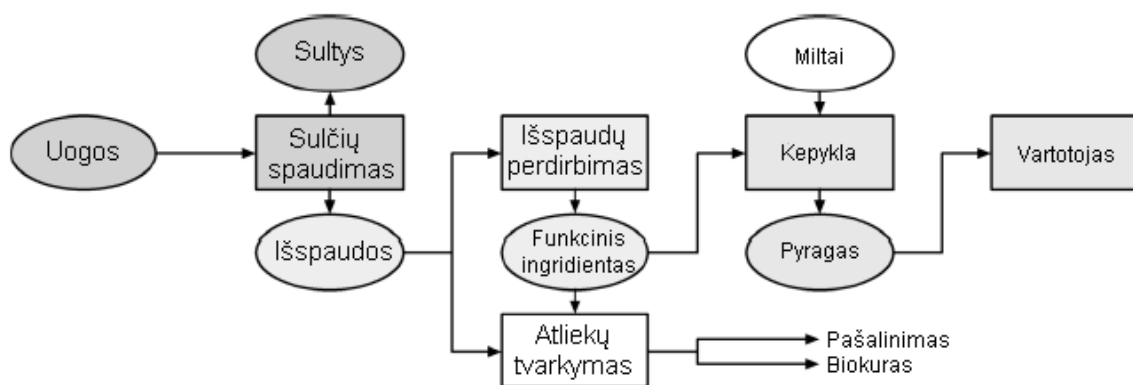 Sultys
Miltai
Uogos
Sulčių
spaudimas
Išspaudų
perdirbimas
Kepykla
Vartotojas
Išspaudos
Funkcinis
ingridientas
Pyragas
Atliekų
tvarkymas
Pašalinimas
Biokuras